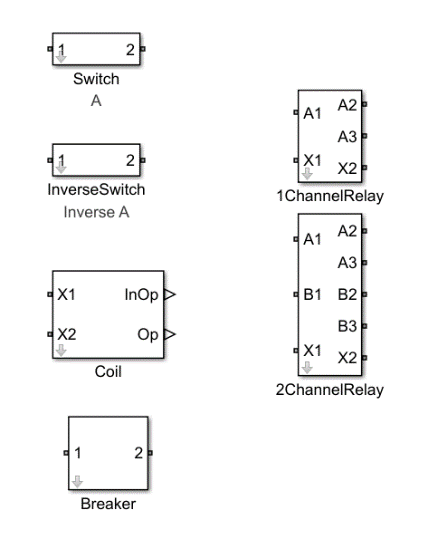 1 2
Switch
A
1 2
InverseSwitch
Inverse A
X1 InOp
X2 Op
Coil
1 2
Breaker
A1 A2
A3
X1 X2
1ChannelRelay
A1 A2
A3
B1 B2
B3
X1 X2
2ChannelRelay